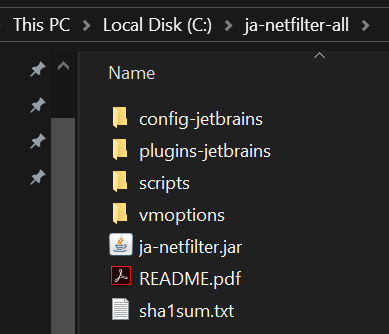 This PC > Local Disk (C:) > ja-netfilter-all >
Name
config-jetbrains
plugins-jetbrains
scripts
vmoptions
ja-netfilter.jar
README.pdf
sha1sum.txt